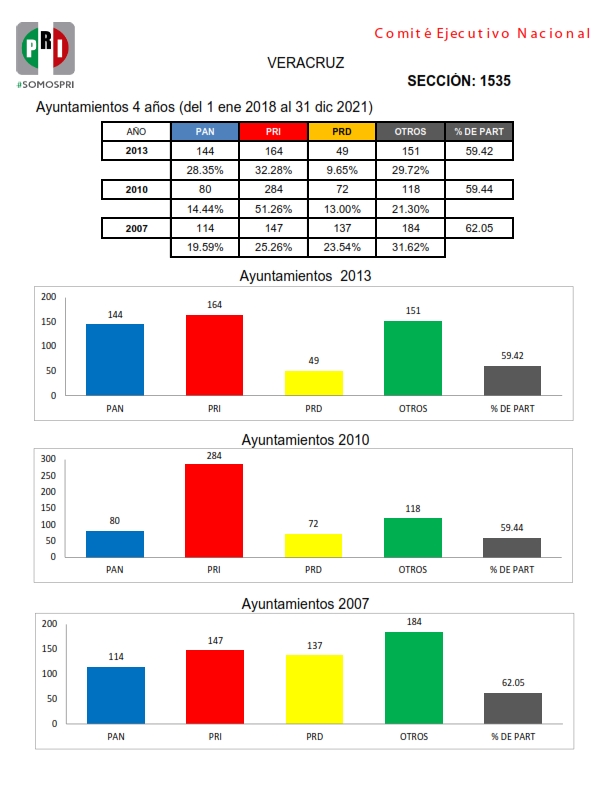 Comité Ejecutivo Nacional
PRI
#SOMOSPRI
VERACRUZ
SECCIÓN: 1535
Ayuntamientos 4 años (del 1 ene 2018 al 31 dic 2021)
AÑO PAN PRI PRD OTROS % DE PART
2013 144 164 49 151 59.42
28.35% 32.28% 9.65% 29.72%
2010 80 284 72 118 59.44
14.44% 51.26% 13.00% 21.30%
2007 114 147 137 184 62.05
19.59% 25.26% 23.54% 31.62%
Ayuntamientos 2013
200
150
100
50
0
144 164 49 151 59.42
PAN PRI PRD OTROS % DE PART
Ayuntamientos 2010
300
250
200
150
100
50
0
80 284 72 118 59.44
PAN PRI PRD OTROS % DE PART
Ayuntamientos 2007
200
150
100
50
0
114 147 137 184 62.05
PAN PRI PRD OTROS % DE PART